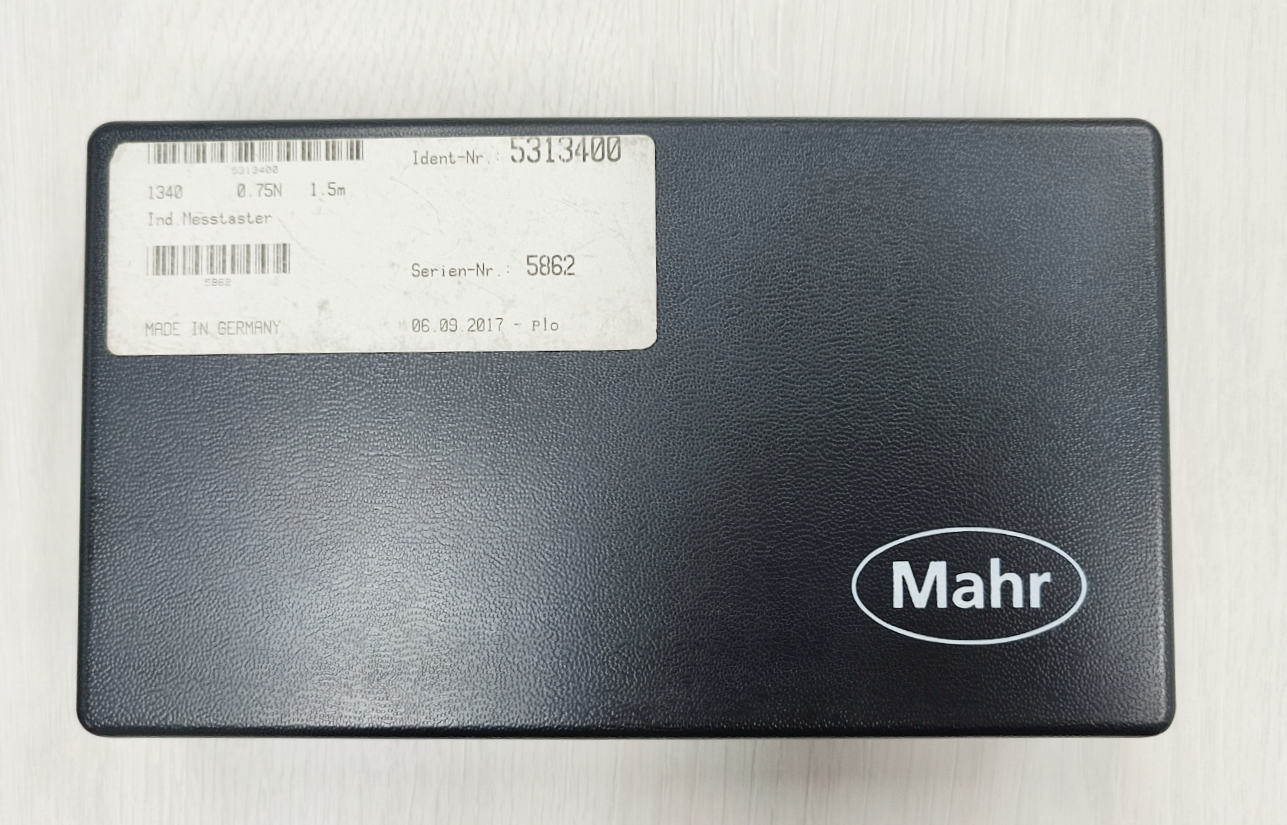 Ident-Nr.: 5313400
5313400
1340 0.75N 1.5m
Ind.Messtaster
Serien-Nr.: 5862
5862
MADE IN GERMANY 06.09.2017 - Plo
Mahr